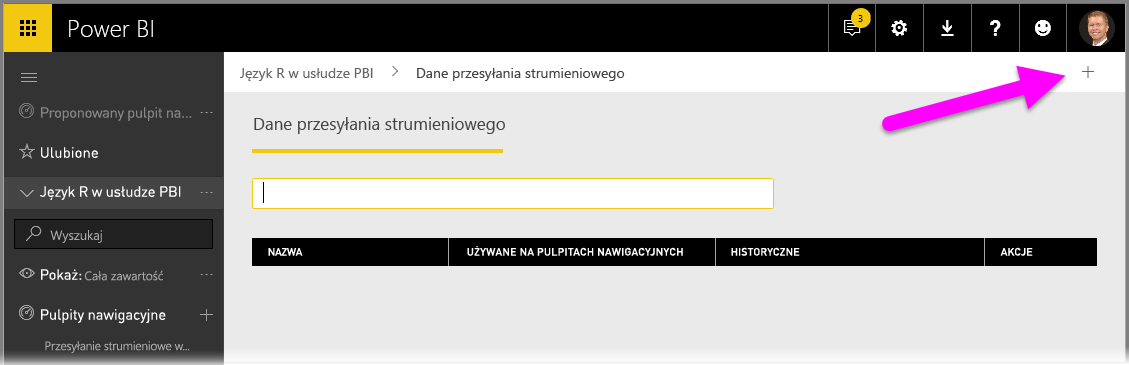 Power BI
3
?
Język R w usłudze PBI > Dane przesyłania strumieniowego
Proponowany pulpit na... ...
Ulubione
Język R w usłudze PBI ...
Wyszukaj
Pokaż: Cała zawartość ...
Pulpity nawigacyjne +
Przesyłanie strumieniowe w...
+
Dane przesyłania strumieniowego
NAZWA UŻYWANE NA PULPITACH NAWIGACYJNYCH HISTORYCZNE AKCJE